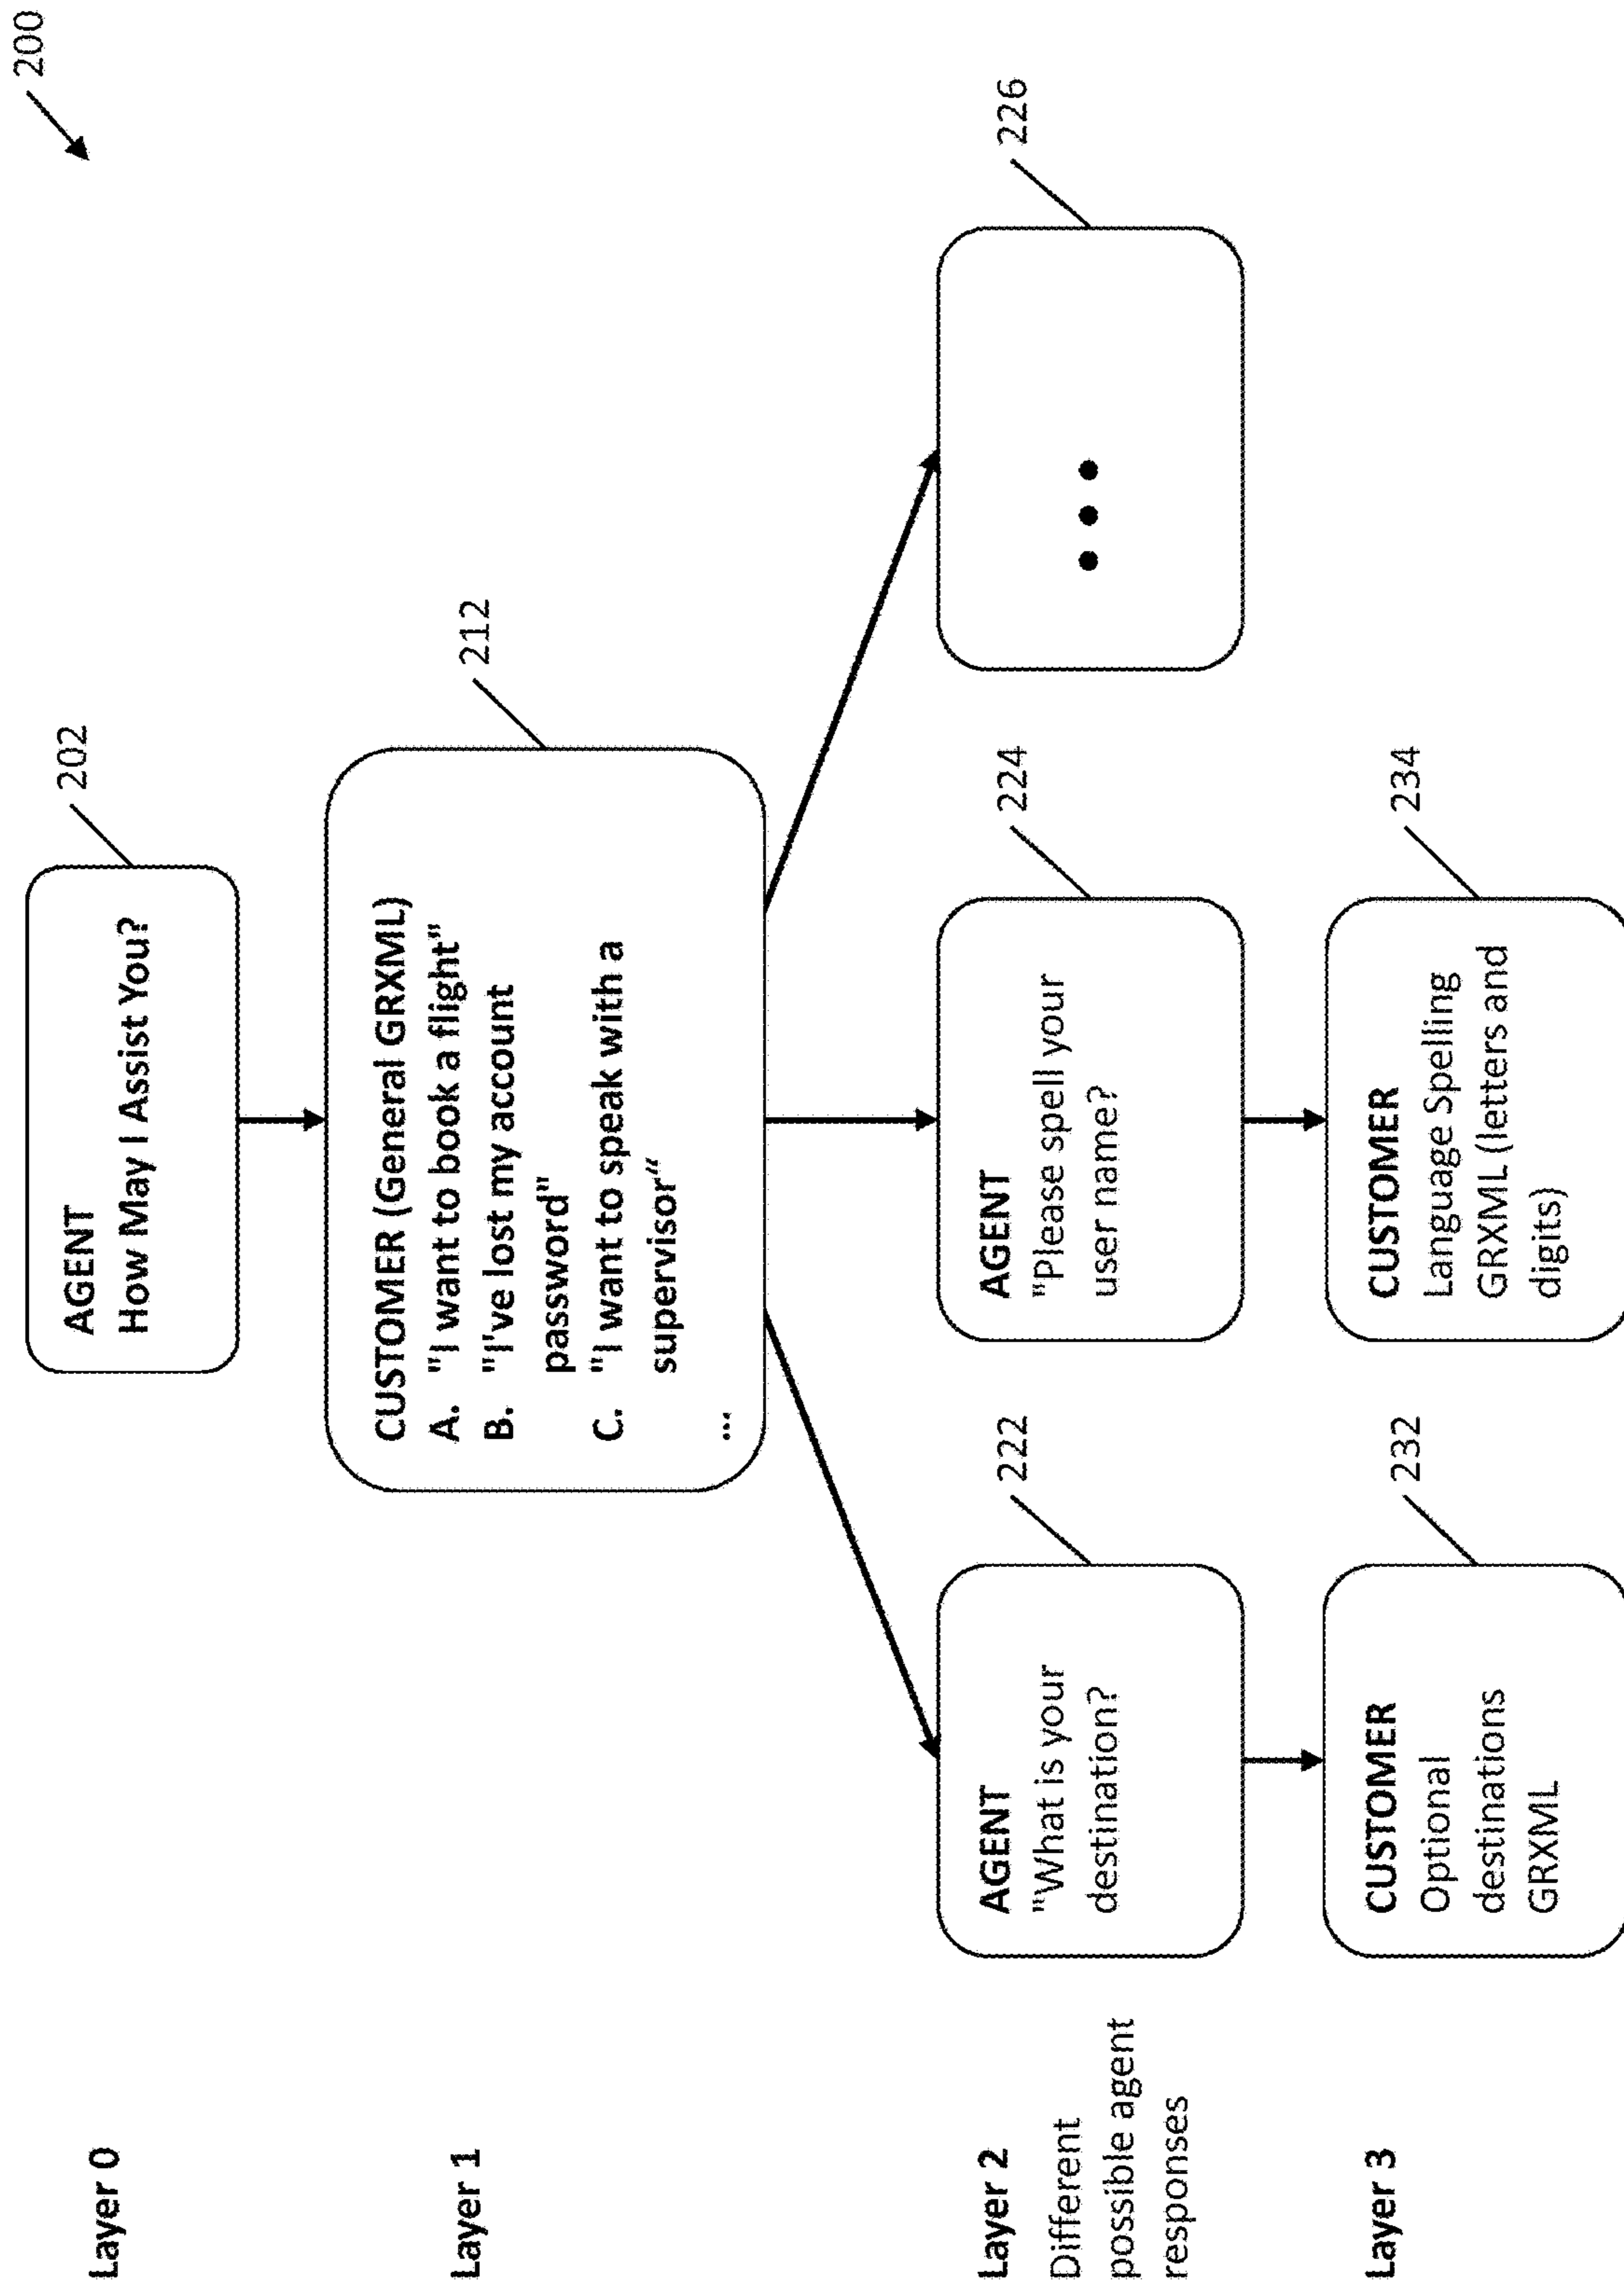 200
Layer 0
AGENT
How May I Assist You?
202
Layer 1
CUSTOMER (General GRXML)
A. "I want to book a flight"
B. "I've lost my account
password"
C. "I want to speak with a
supervisor“
...
212
Layer 2
Different
possible agent
responses
AGENT
"What is your
destination?
222
AGENT
"Please spell your
user name?
224
• • •
226
Layer 3
CUSTOMER
Optional
destinations
GRXML
232
CUSTOMER
Language Spelling
GRXML (letters and
digits)
234